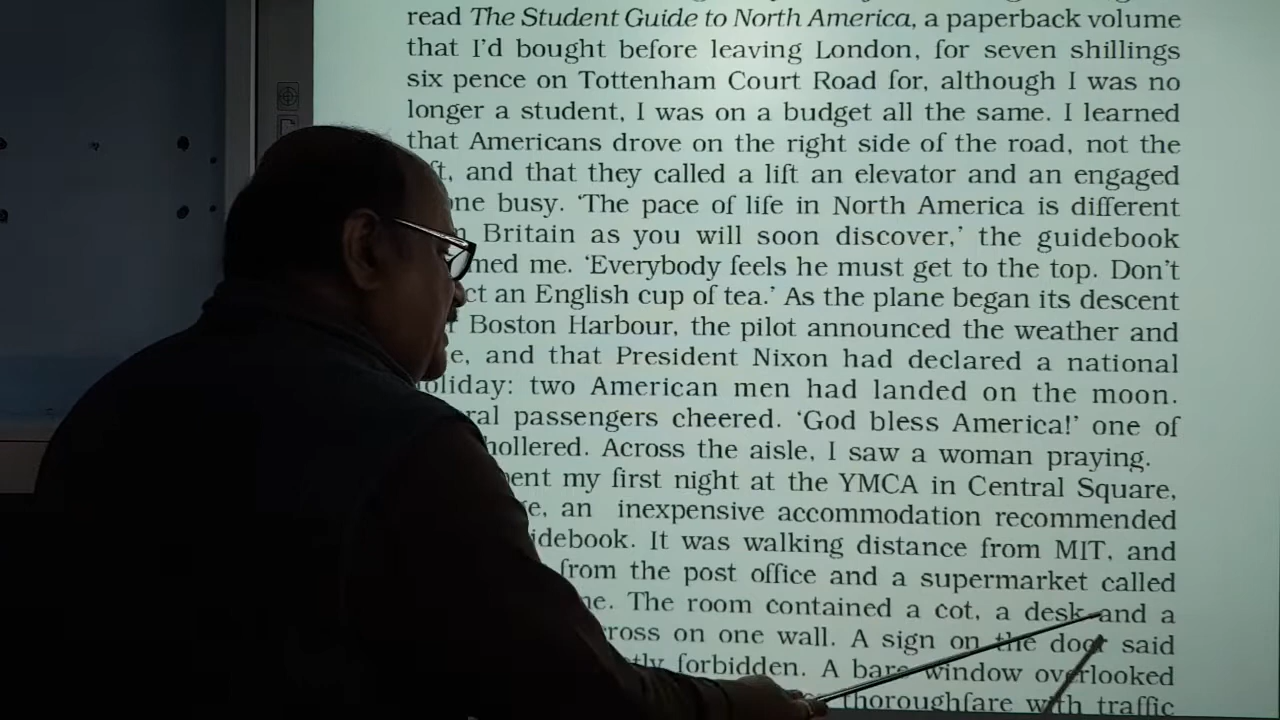 read The Student Guide to North America, a paperback volume
that I'd bought before leaving London, for seven shillings
six pence on Tottenham Court Road for, although I was no
longer a student, I was on a budget all the same. I learned
that Americans drove on the right side of the road, not the
and that they called a lift an elevator and an engaged
busy. ‘The pace of life in North America is different
Britain as you will soon discover,’ the guidebook
me. ‘Everybody feels he must get to the top. Don't
an English cup of tea.’ As the plane began its descent
Boston Harbour, the pilot announced the weather and
and that President Nixon had declared a national
holiday: two American men had landed on the moon.
passengers cheered. ‘God bless America!’ one of
hollered. Across the aisle, I saw a woman praying.
my first night at the YMCA in Central Square,
an inexpensive accommodation recommended
It was walking distance from MIT, and
from the post office and a supermarket called
The room contained a cot, a desk and a
on one wall. A sign on the door said
forbidden. A bare window overlooked
thoroughfare with traffic